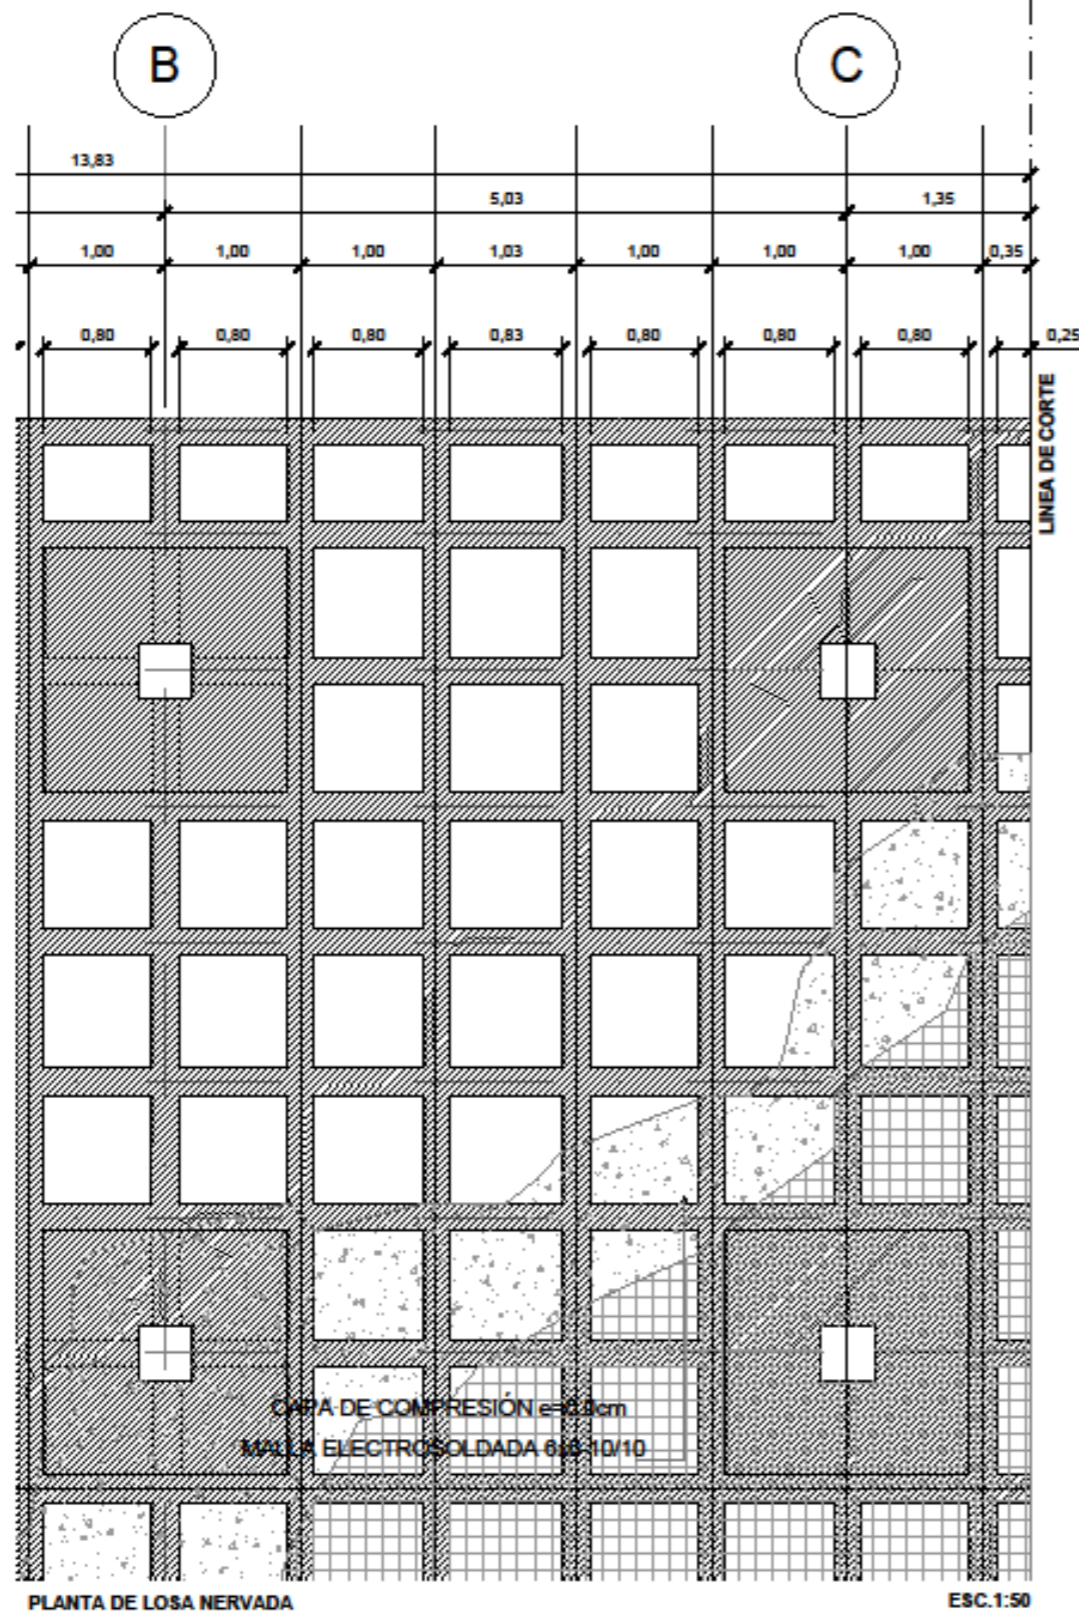 B C
13,83
5,03 1,35
1,00 1,00 1,00 1,03 1,00 1,00 1,00 0,35
0,80 0,80 0,80 0,83 0,80 0,80 0,80 0,25
LINEA DE CORTE
CAPA DE COMPRESIÓN
MALLA ELECTROSOLDADA
PLANTA DE LOSA NERVADA ESC.1:50